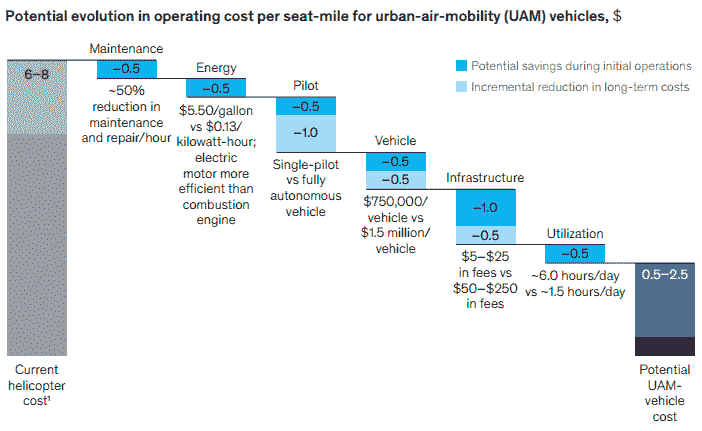 Potential evolution in operating cost per seat-mile for urban-air-mobility (UAM) vehicles, $
Potential savings during initial operations
Incremental reduction in long-term costs
6–8
Current
helicopter
cost¹
Maintenance
−0.5
~50%
reduction in
maintenance
and repair/hour
Energy
−0.5
$5.50/gallon
vs $0.13/
kilowatt-hour;
electric
motor more
efficient than
combustion
engine
Pilot
−0.5
−1.0
Single-pilot
vs fully
autonomous
vehicle
Vehicle
−0.5
−0.5
$750,000/
vehicle vs
$1.5 million/
vehicle
Infrastructure
−1.0
−0.5
$5–$25
in fees vs
$50–$250
in fees
Utilization
−0.5
~6.0 hours/day
vs ~1.5 hours/day
0.5–2.5
Potential
UAM-
vehicle
cost